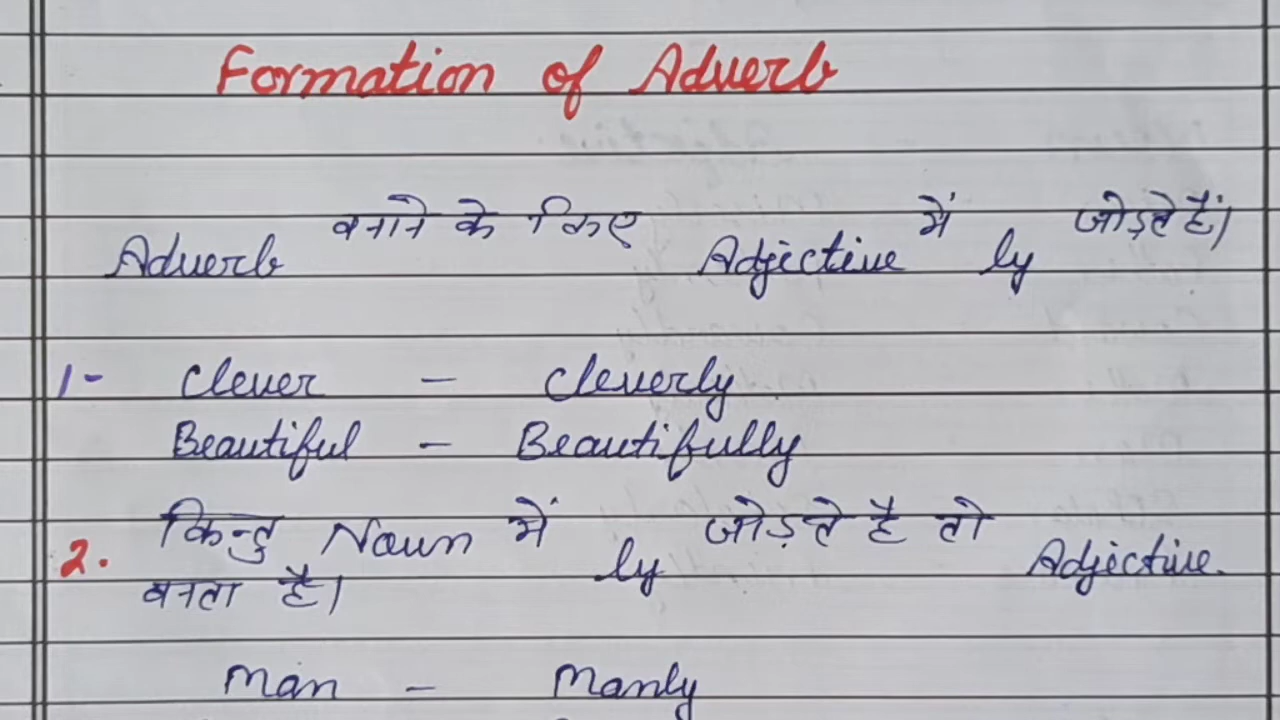 Formation of Adverb
Adverb बनाने के किए Adjective में ly जोड़ते हैं।
1- Clever - Cleverly
Beautiful - Beautifully
2. किन्तु Noun में ly जोड़ते है तो Adjective.
बनता है।
Man - Manly